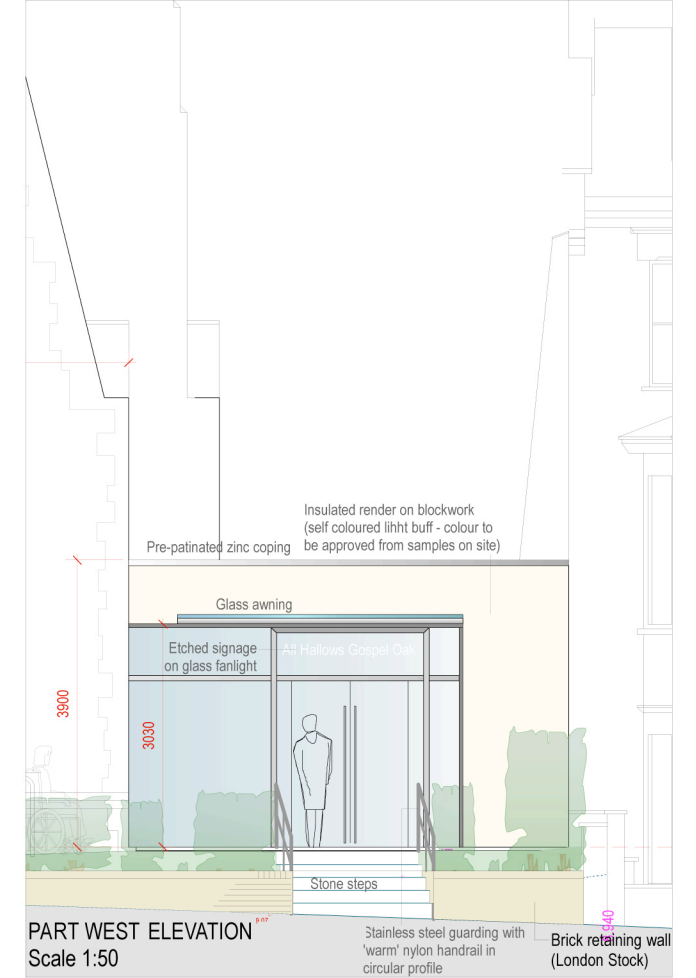 Insulated render on blockwork
(self coloured lihht buff - colour to
be approved from samples on site)
Pre-patinated zinc coping
Glass awning
Etched signage
on glass fanlight
All Hallows Gospel Oak
3900
3030
Stone steps
PART WEST ELEVATION
Scale 1:50
Stainless steel guarding with
'warm' nylon handrail in
circular profile
Brick retaining wall
(London Stock)